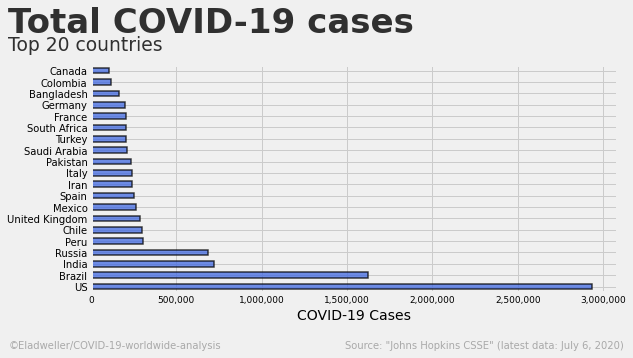 Total COVID-19 cases
Top 20 countries
Canada
Colombia
Bangladesh
Germany
France
South Africa
Turkey
Saudi Arabia
Pakistan
Italy
Iran
Spain
Mexico
United Kingdom
Chile
Peru
Russia
India
Brazil
US
0 500,000 1,000,000 1,500,000 2,000,000 2,500,000 3,000,000
COVID-19 Cases
©Eladweller/COVID-19-worldwide-analysis Source: "Johns Hopkins CSSE" (latest data: July 6, 2020)